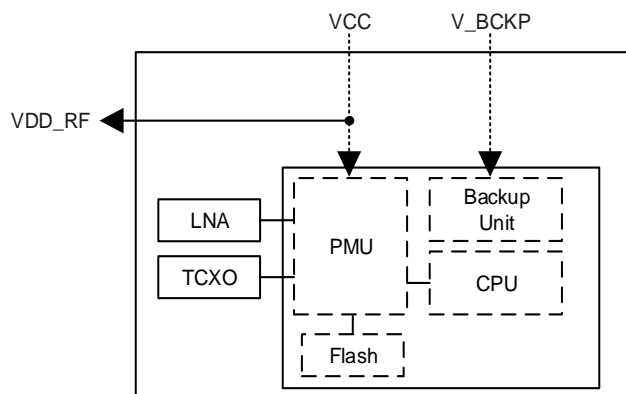 VCC
V_BCKP
VDD_RF
LNA
PMU
Backup
Unit
TCXO
CPU
Flash